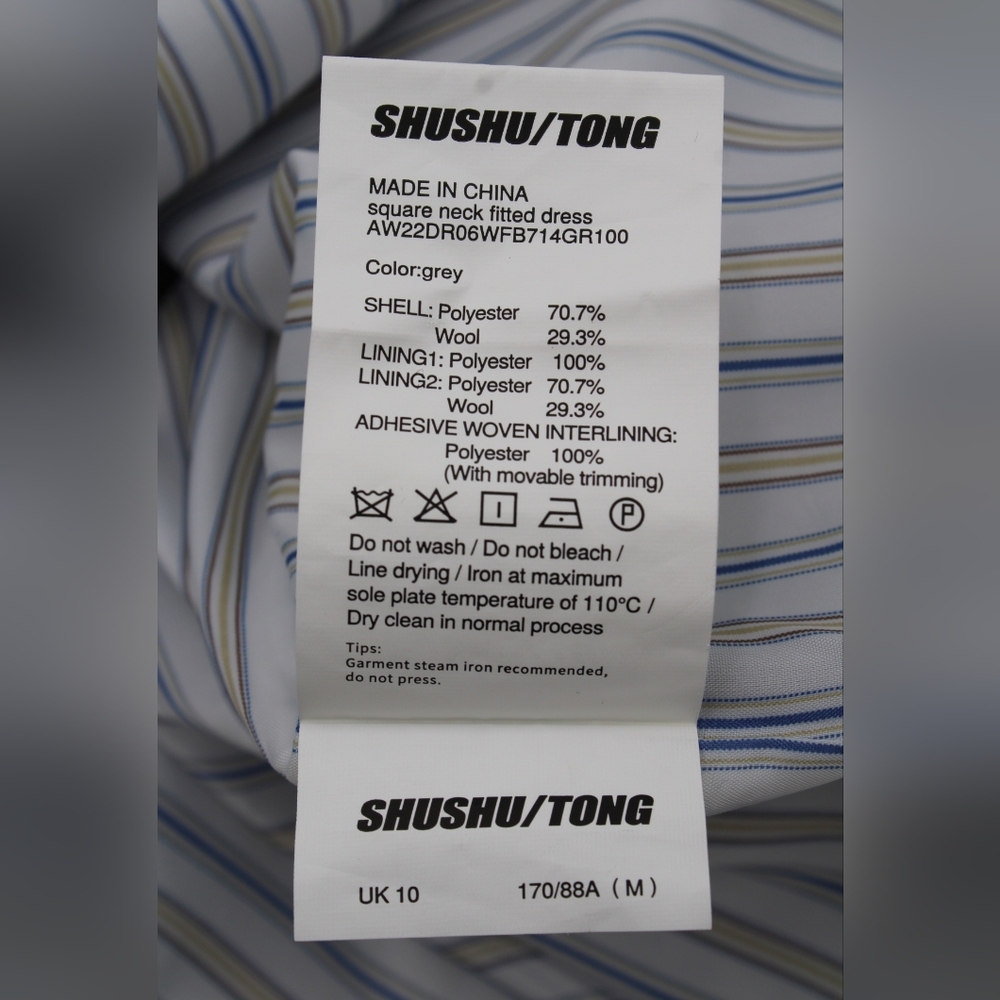 SHUSHU/TONG
MADE IN CHINA
square neck fitted dress
AW22DR06WFB714GR100
Color:grey
SHELL: Polyester 70.7%
Wool 29.3%
LINING1: Polyester 100%
LINING2: Polyester 70.7%
Wool 29.3%
ADHESIVE WOVEN INTERLINING:
Polyester 100%
(With movable trimming)
P
Do not wash / Do not bleach /
Line drying / Iron at maximum
sole plate temperature of 110°C /
Dry clean in normal process
Tips:
Garment steam iron recommended,
do not press.
SHUSHU/TONG
UK 10 170/88A ( M )